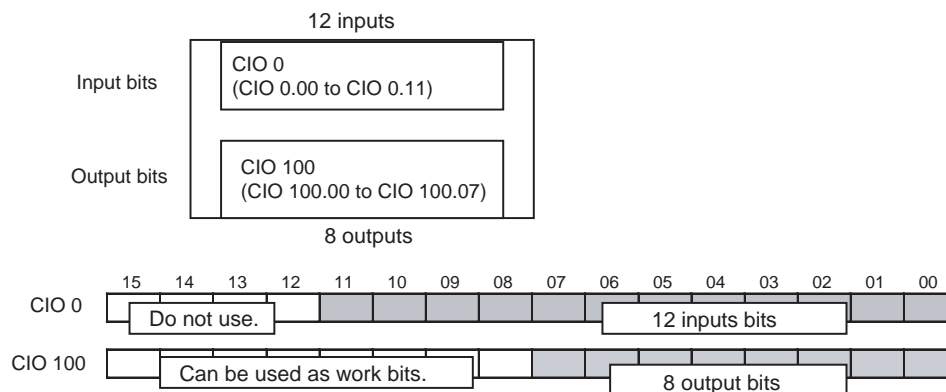 12 inputs
Input bits
CIO 0
(CIO 0.00 to CIO 0.11)
Output bits
CIO 100
(CIO 100.00 to CIO 100.07)
8 outputs
15 14 13 12 11 10 09 08 07 06 05 04 03 02 01 00
CIO 0
Do not use.
12 inputs bits
CIO 100
Can be used as work bits.
8 output bits